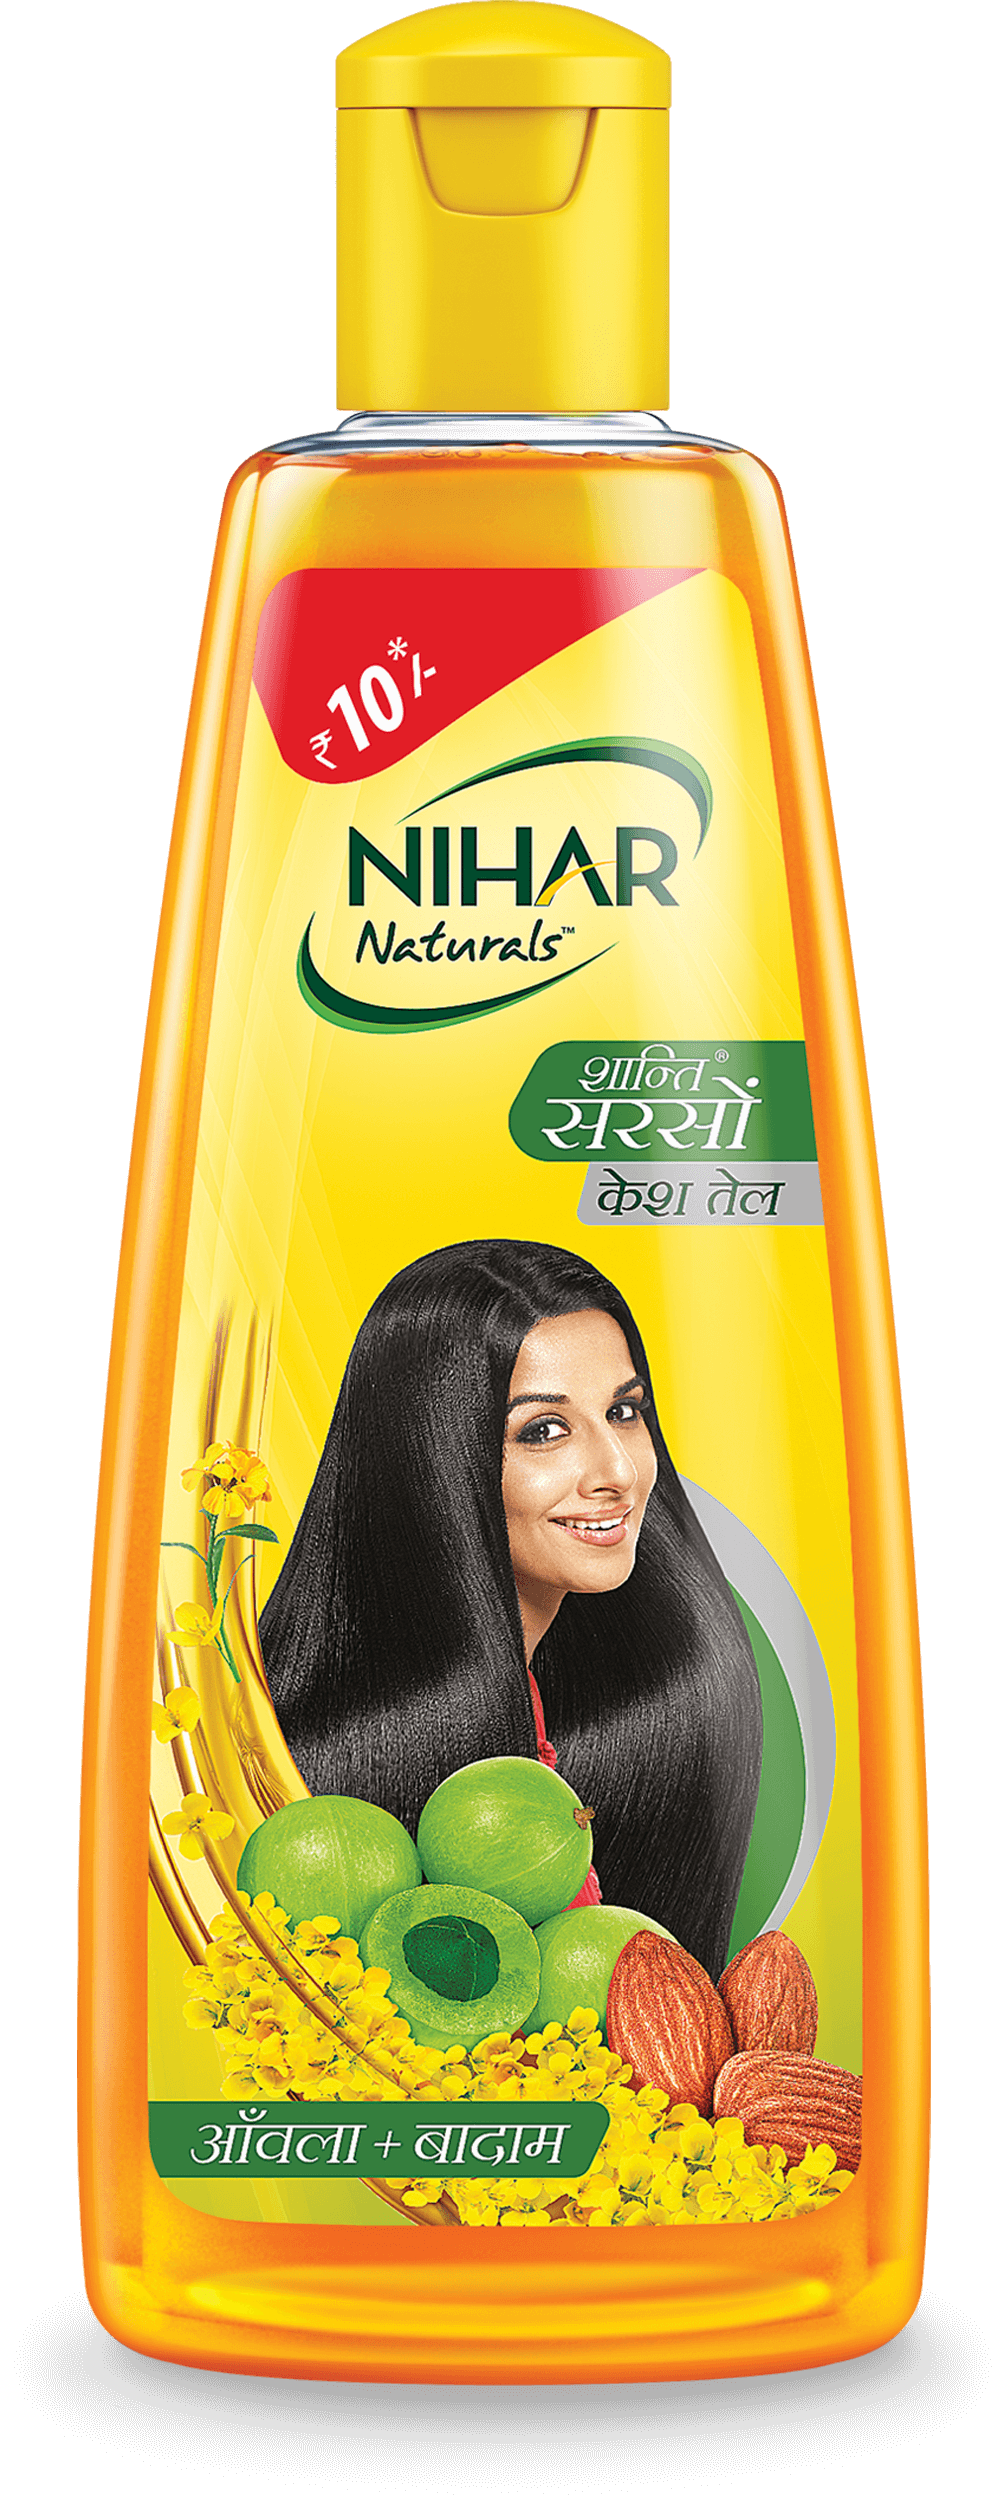 ₹10*/-
NIHAR
Naturals™
शान्ति®
सरसों
केश तेल
आँवला + बादाम